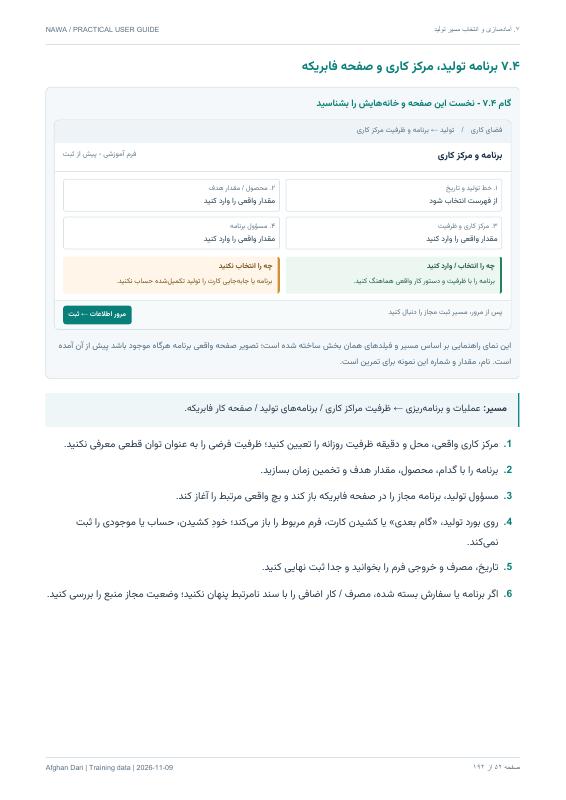 ۷. آماده‌سازی و انتخاب مسیر تولید
NAWA / PRACTICAL USER GUIDE
۷.۴ برنامه تولید، مرکز کاری و صفحه فابریکه
گام ۷.۴ - نخست این صفحه و خانه‌هایش را بشناسید
فضای کاری / تولید ← برنامه و ظرفیت مرکز کاری
برنامه و مرکز کاری
فرم آموزشی - پیش از ثبت
۱. خط تولید و تاریخ
از فهرست انتخاب شود
۲. محصول / مقدار هدف
مقدار واقعی را وارد کنید
۳. مرکز کاری و ظرفیت
مقدار واقعی را وارد کنید
۴. مسؤول برنامه
مقدار واقعی را وارد کنید
چه را انتخاب / وارد کنید
برنامه را با ظرفیت و دستور کار واقعی هماهنگ کنید.
چه را انتخاب نکنید
برنامه یا جابه‌جایی کارت را تولید تکمیل‌شده حساب نکنید.
پس از مرور، مسیر ثبت مجاز را دنبال کنید
مرور اطلاعات ← ثبت
این نمای راهنمایی بر اساس مسیر و فیلدهای همان بخش ساخته شده است؛ تصویر صفحه واقعی برنامه هرگاه موجود باشد پیش از آن آمده
است. نام، مقدار و شماره این نمونه برای تمرین است.
مسیر: عملیات و برنامه‌ریزی ← ظرفیت مراکز کاری / برنامه‌های تولید / صفحه کار فابریکه.
1. مرکز کاری واقعی، محل و دقیقه ظرفیت روزانه را تعیین کنید؛ ظرفیت فرضی را به عنوان توان قطعی معرفی نکنید.
2. برنامه را با گدام، محصول، مقدار هدف و تخمین زمان بسازید.
3. مسؤول تولید، برنامه مجاز را در صفحه فابریکه باز کند و بچ واقعی مرتبط را آغاز کند.
4. روی بورد تولید، «گام بعدی» یا کشیدن کارت، فرم مربوط را باز می‌کند؛ خودِ کشیدن، حساب یا موجودی را ثبت
نمی‌کند.
5. تاریخ، مصرف و خروجی فرم را بخوانید و جدا ثبت نهایی کنید.
6. اگر برنامه یا سفارش بسته شده، مصرف / کار اضافی را با سند نامرتبط پنهان نکنید؛ وضعیت مجاز منبع را بررسی کنید.
صفحه ۵۲ از ۱۹۲
Afghan Dari | Training data | 2026-11-09